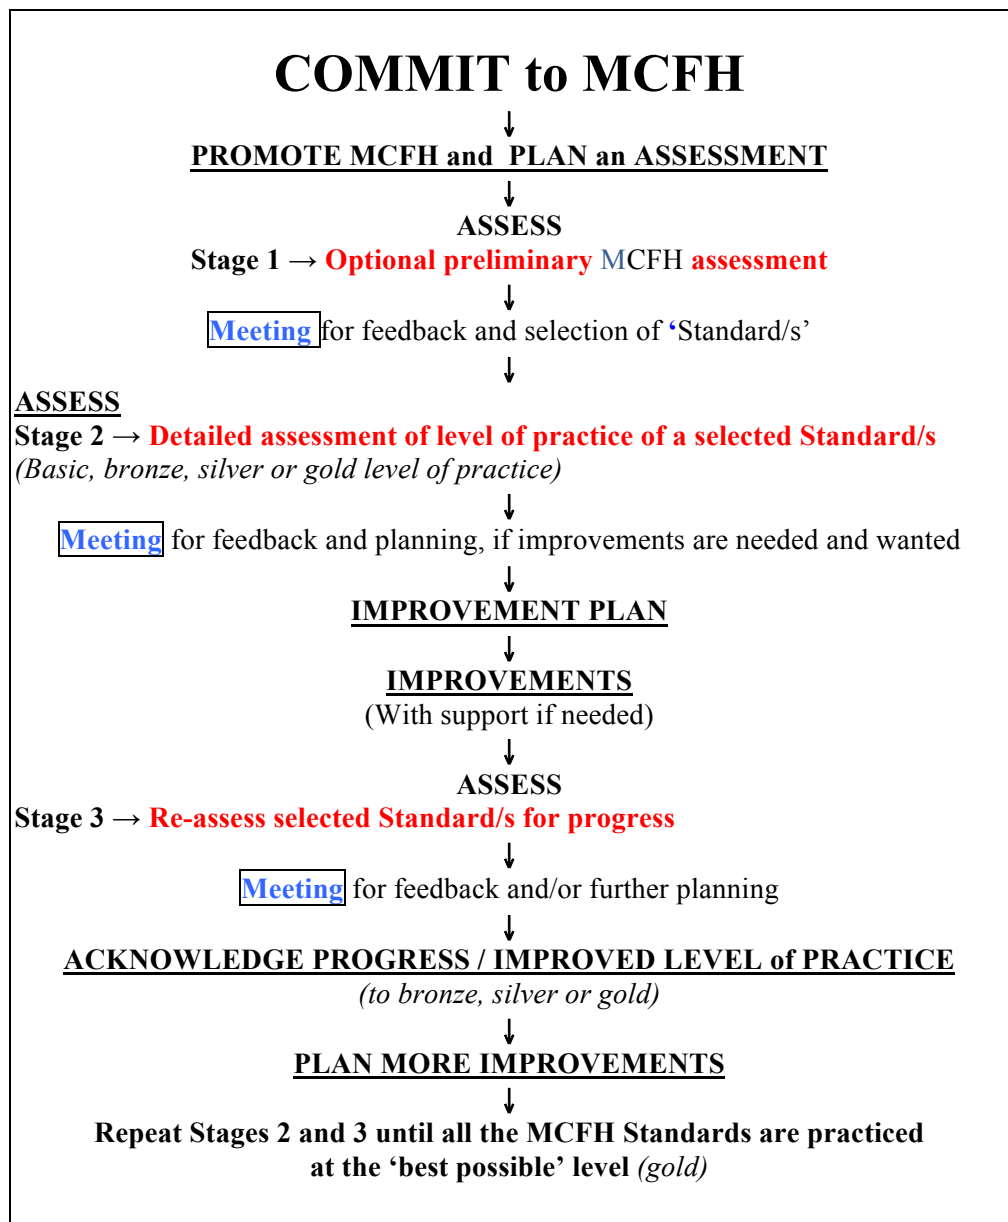 COMMIT to MCFH
↓
PROMOTE MCFH and PLAN an ASSESSMENT
↓
ASSESS
Stage 1 → Optional preliminary MCFH assessment
↓
Meeting for feedback and selection of ‘Standard/s’
↓
ASSESS
Stage 2 → Detailed assessment of level of practice of a selected Standard/s
(Basic, bronze, silver or gold level of practice)
↓
Meeting for feedback and planning, if improvements are needed and wanted
↓
IMPROVEMENT PLAN
↓
IMPROVEMENTS
(With support if needed)
↓
ASSESS
Stage 3 → Re-assess selected Standard/s for progress
↓
Meeting for feedback and/or further planning
↓
ACKNOWLEDGE PROGRESS / IMPROVED LEVEL of PRACTICE
(to bronze, silver or gold)
↓
PLAN MORE IMPROVEMENTS
↓
Repeat Stages 2 and 3 until all the MCFH Standards are practiced
at the ‘best possible’ level (gold)